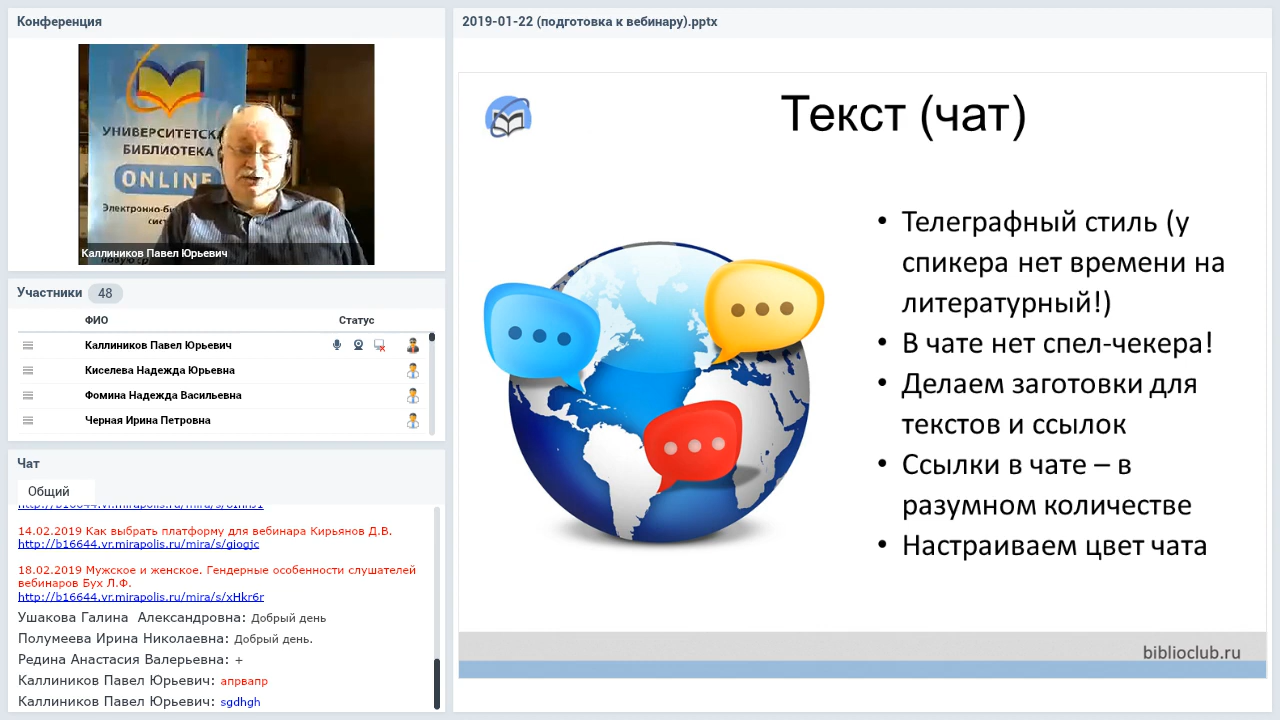 Конференция
УНИВЕРСИТЕТСКА
БИБЛИОТЕКА
ONLINE
Каллиников Павел Юрьевич
Участники 48
ФИО Статус
Каллиников Павел Юрьевич
Киселева Надежда Юрьевна
Фомина Надежда Васильевна
Черная Ирина Петровна
Чат
Общий
14.02.2019 Как выбрать платформу для вебинара Кирьянов Д.В.
http://b16644.vr.mirapolis.ru/mira/s/giogjc
18.02.2019 Мужское и женское. Гендерные особенности слушателей
вебинаров Бух Л.Ф.
http://b16644.vr.mirapolis.ru/mira/s/xHkr6r
Ушакова Галина Александровна: Добрый день
Полумеева Ирина Николаевна: Добрый день.
Редина Анастасия Валерьевна: +
Каллиников Павел Юрьевич: апрвапр
Каллиников Павел Юрьевич: sgdhgh
2019-01-22 (подготовка к вебинару).pptx
Текст (чат)
• Телеграфный стиль (у
спикера нет времени на
литературный!)
• В чате нет спел-чекера!
• Делаем заготовки для
текстов и ссылок
• Ссылки в чате – в
разумном количестве
• Настраиваем цвет чата
biblioclub.ru